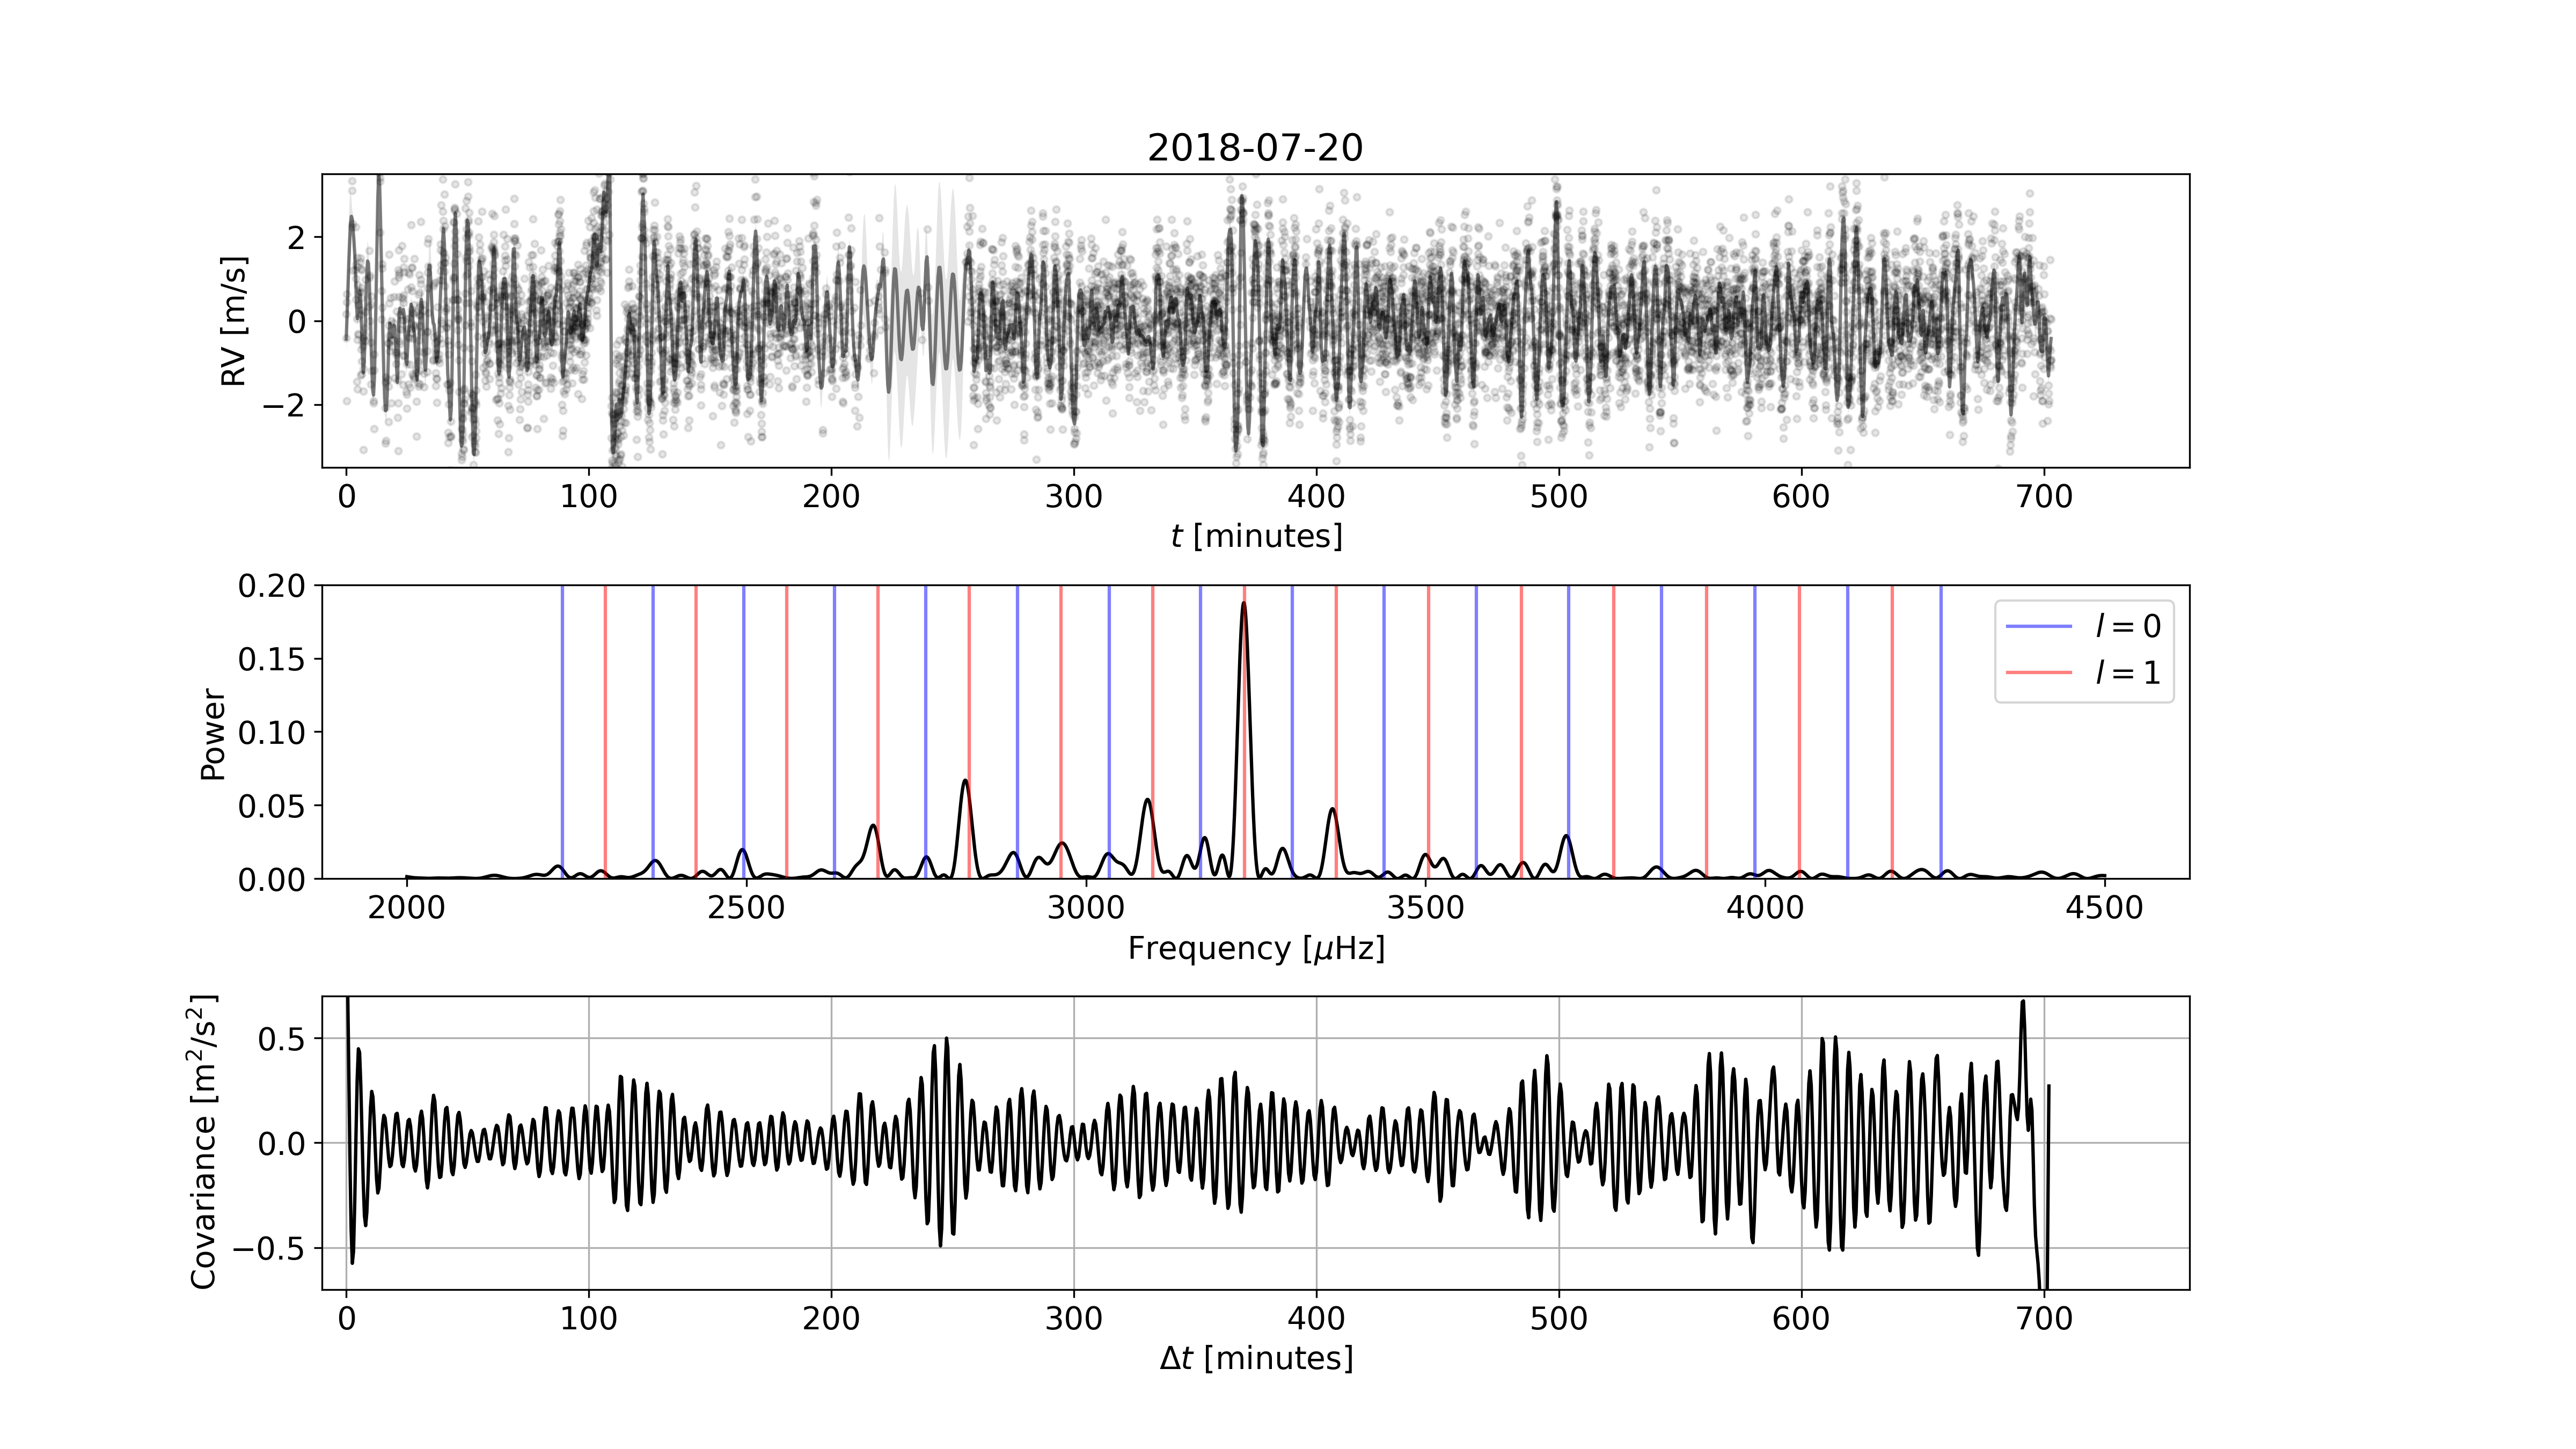 2018-07-20
RV [m/s]
2
0
−2
0 100 200 300 400 500 600 700
t [minutes]
Power
0.20
0.15
0.10
0.05
0.00
l = 0
l = 1
2000 2500 3000 3500 4000 4500
Frequency [μHz]
Covariance [m²/s²]
0.5
0.0
−0.5
0 100 200 300 400 500 600 700
Δt [minutes]